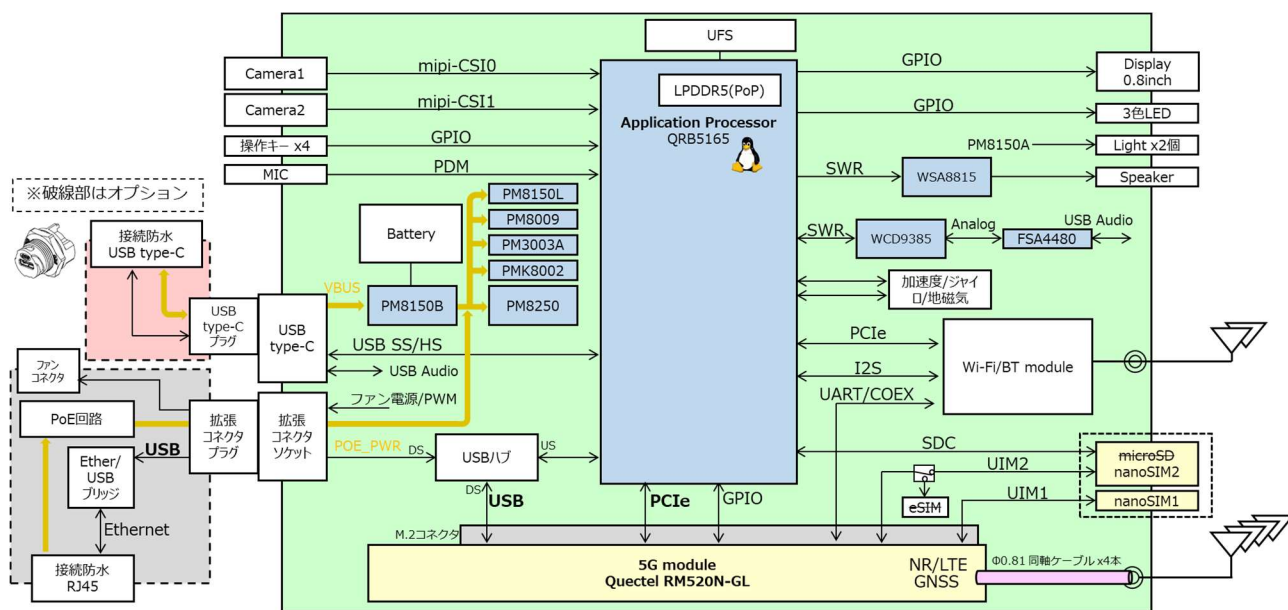 UFS
Camera1
mipi-CSI0
GPIO
Display
0.8inch
LPDDR5(PoP)
Camera2
mipi-CSI1
GPIO
3色LED
Application Processor
QRB5165
操作キー x4
GPIO
PM8150A
Light x2個
MIC
PDM
SWR
WSA8815
Speaker
※破線部はオプション
PM8150L
Battery
PM8009
接続防水
USB type-C
SWR
WCD9385
Analog
FSA4480
USB Audio
PM3003A
PMK8002
加速度/ジャイ
ロ/地磁気
VBUS
PM8150B
PM8250
USB
type-C
プラグ
USB
type-C
USB SS/HS
USB Audio
PCIe
Wi-Fi/BT module
I2S
UART/COEX
ファン
コネクタ
ファン電源/PWM
PoE回路
拡張
コネクタ
プラグ
拡張
コネクタ
ソケット
USB
POE_PWR
DS
USBハブ
US
SDC
microSD
nanoSIM2
Ether/
USB
ブリッジ
UIM2
DS
USB
PCIe
GPIO
eSIM
UIM1
nanoSIM1
Ethernet
M.2コネクタ
接続防水
RJ45
5G module
Quectel RM520N-GL
NR/LTE
GNSS
Φ0.81 同軸ケーブル x4本